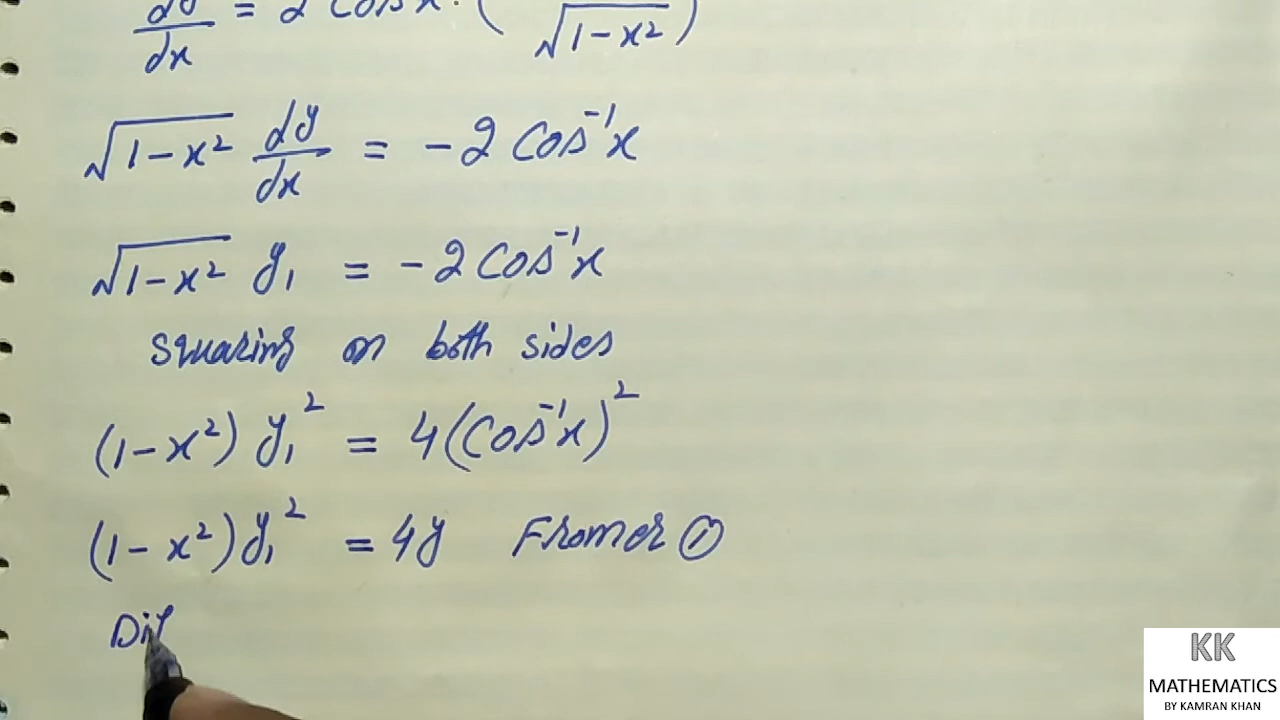 dy/dx = 2 Cos x · ( / √(1-x²))
√(1-x²) dy/dx = -2 Cos⁻¹x
√(1-x²) y₁ = -2 Cos⁻¹x
squaring on both sides
(1-x²) y₁² = 4(Cos⁻¹x)²
(1-x²) y₁² = 4y From er ①
Dif
KK
MATHEMATICS
BY KAMRAN KHAN